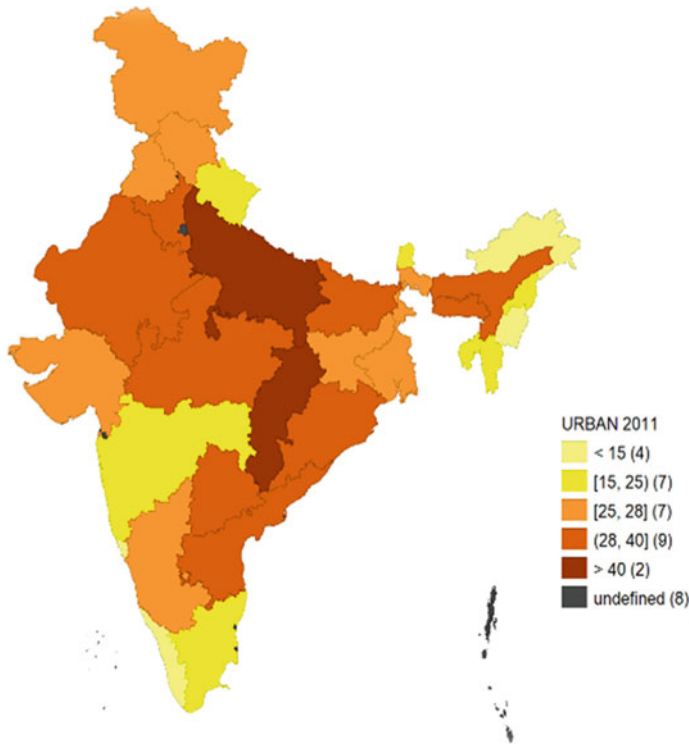 URBAN 2011
< 15 (4)
[15, 25) (7)
[25, 28] (7)
(28, 40] (9)
> 40 (2)
undefined (8)